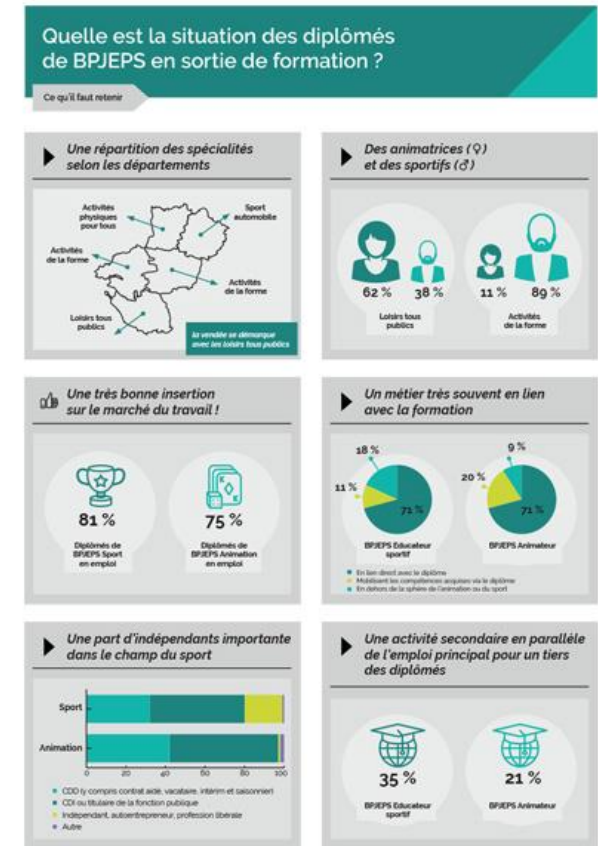 Quelle est la situation des diplômés
de BPJEPS en sortie de formation ?
Ce qu'il faut retenir
Une répartition des spécialités
selon les départements
Activités
physiques
pour tous
Sport
automobile
Activités
de la forme
Activités
de la forme
Loisirs tous
publics
la vendée se démarque
avec les loisirs tous publics
Des animatrices (♀)
et des sportifs (♂)
62 %
38 %
11 %
89 %
Loisirs tous
publics
Activités
de la forme
Une très bonne insertion
sur le marché du travail !
81 %
75 %
Diplômés de
BPJEPS Sport
en emploi
Diplômés de
BPJEPS Animation
en emploi
Un métier très souvent en lien
avec la formation
18 %
11 %
71 %
9 %
20 %
71 %
BPJEPS Educateur
sportif
BPJEPS Animateur
En lien direct avec le diplôme
Mobilisant les compétences acquises via le diplôme
En dehors de la sphère de l'animation ou du sport
Une part d'indépendants importante
dans le champ du sport
Sport
Animation
0 20 40 60 80 100
CDD (y compris contrat aidé, vacataire, intérim et saisonnier)
CDI ou titulaire de la fonction publique
Indépendant, autoentrepreneur, profession libérale
Autre
Une activité secondaire en parallèle
de l'emploi principal pour un tiers
des diplômés
35 %
21 %
BPJEPS Educateur
sportif
BPJEPS Animateur